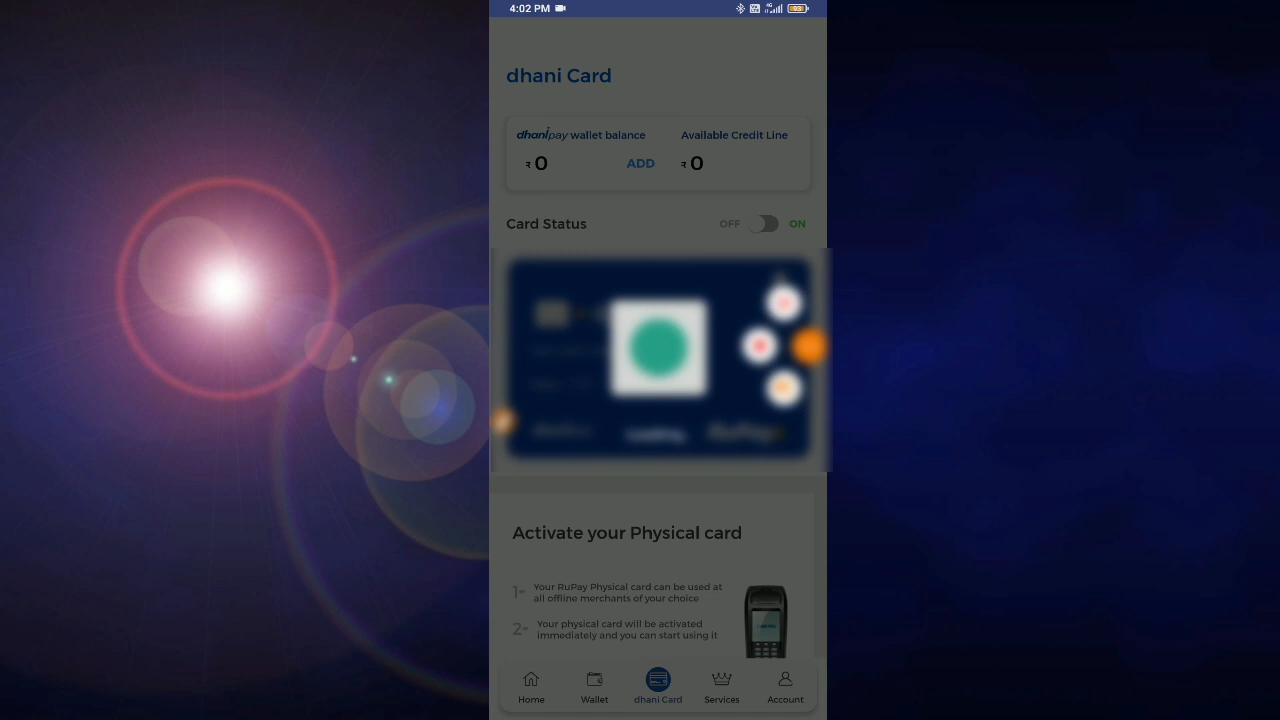 4:02 PM
93
dhani Card
dhanipay wallet balance
Available Credit Line
₹ 0
ADD
₹ 0
Card Status
OFF
ON
Loading..
RuPay
Activate your Physical card
1-
Your RuPay Physical card can be used at
all offline merchants of your choice
2-
Your physical card will be activated
immediately and you can start using it
Home
Wallet
dhani Card
Services
Account